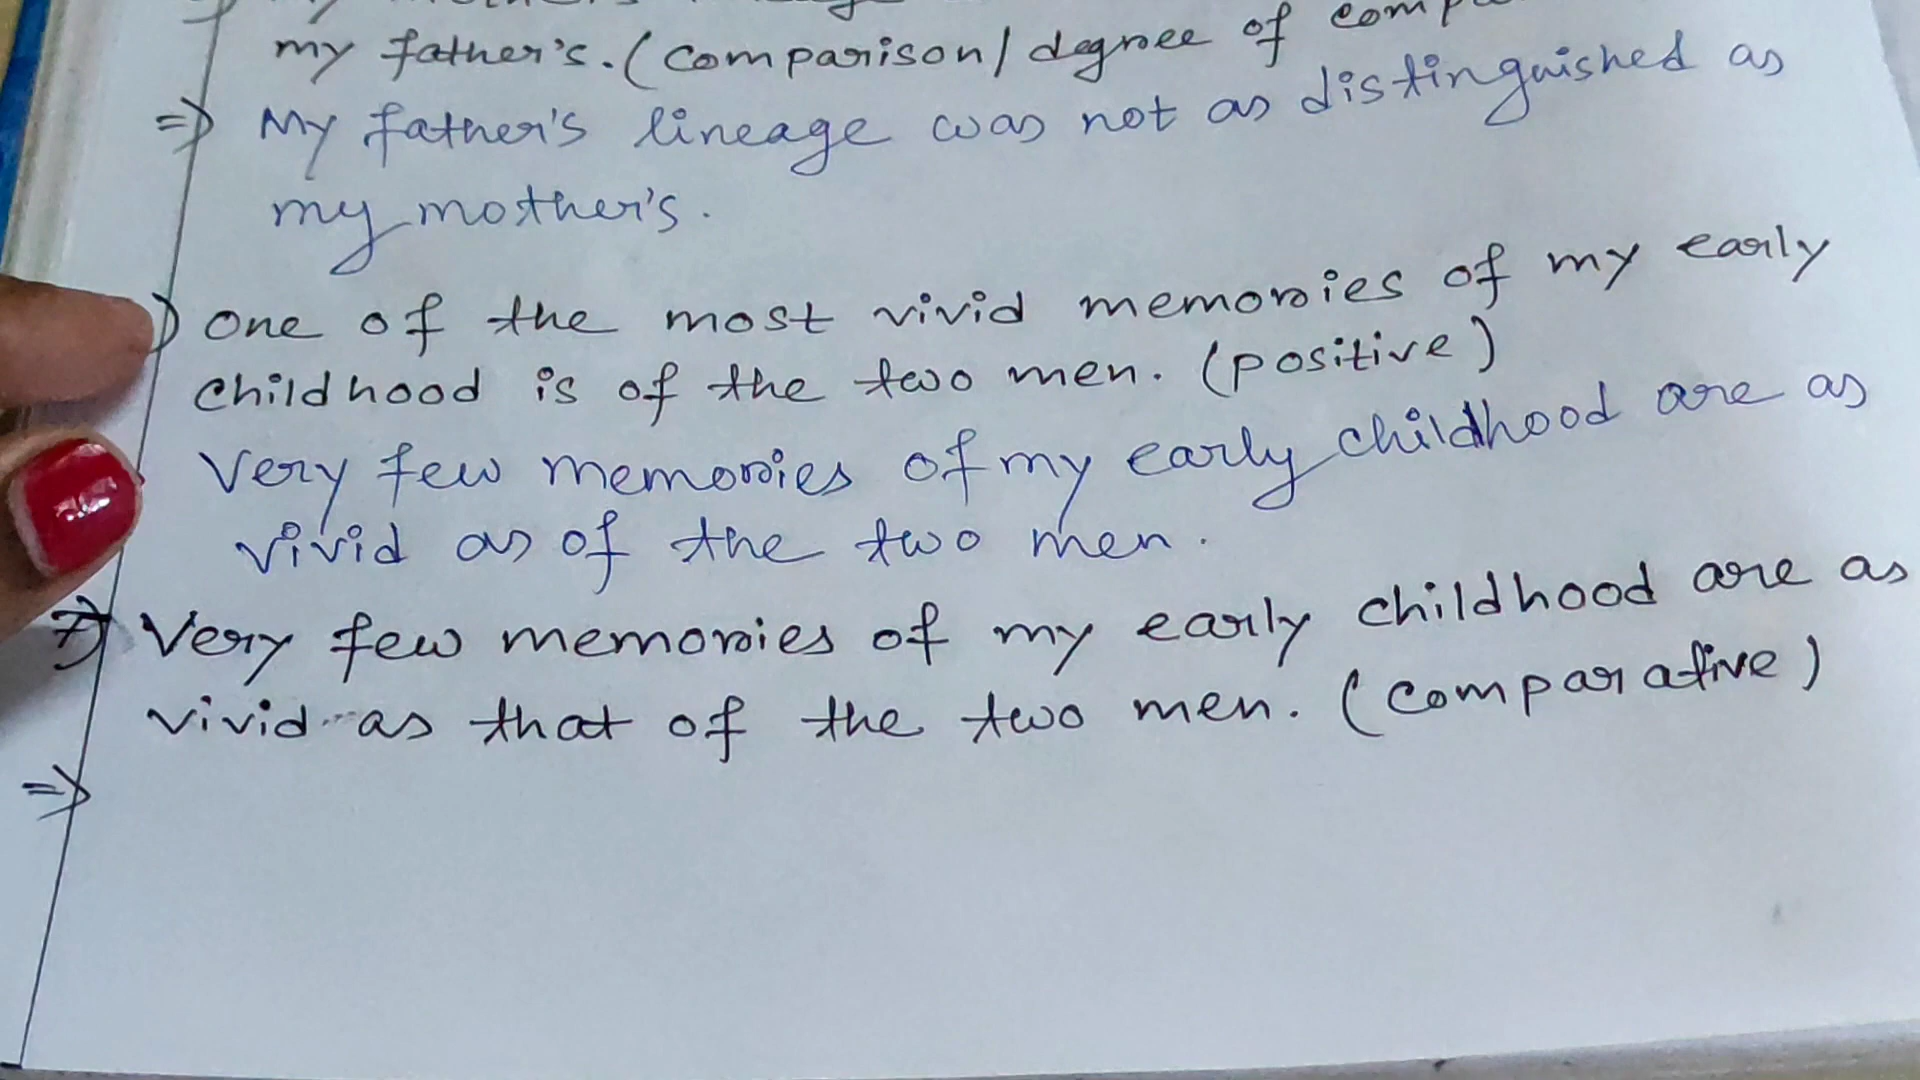 my father's. (comparison/degree of
=> My father's lineage was not as distinguished as
my mother's.
) One of the most vivid memories of my early
childhood is of the two men. (positive)
Very few memories of my early childhood are as
vivid as of the two men.
7) Very few memories of my early childhood are as
vivid as that of the two men. (comparative)
=>